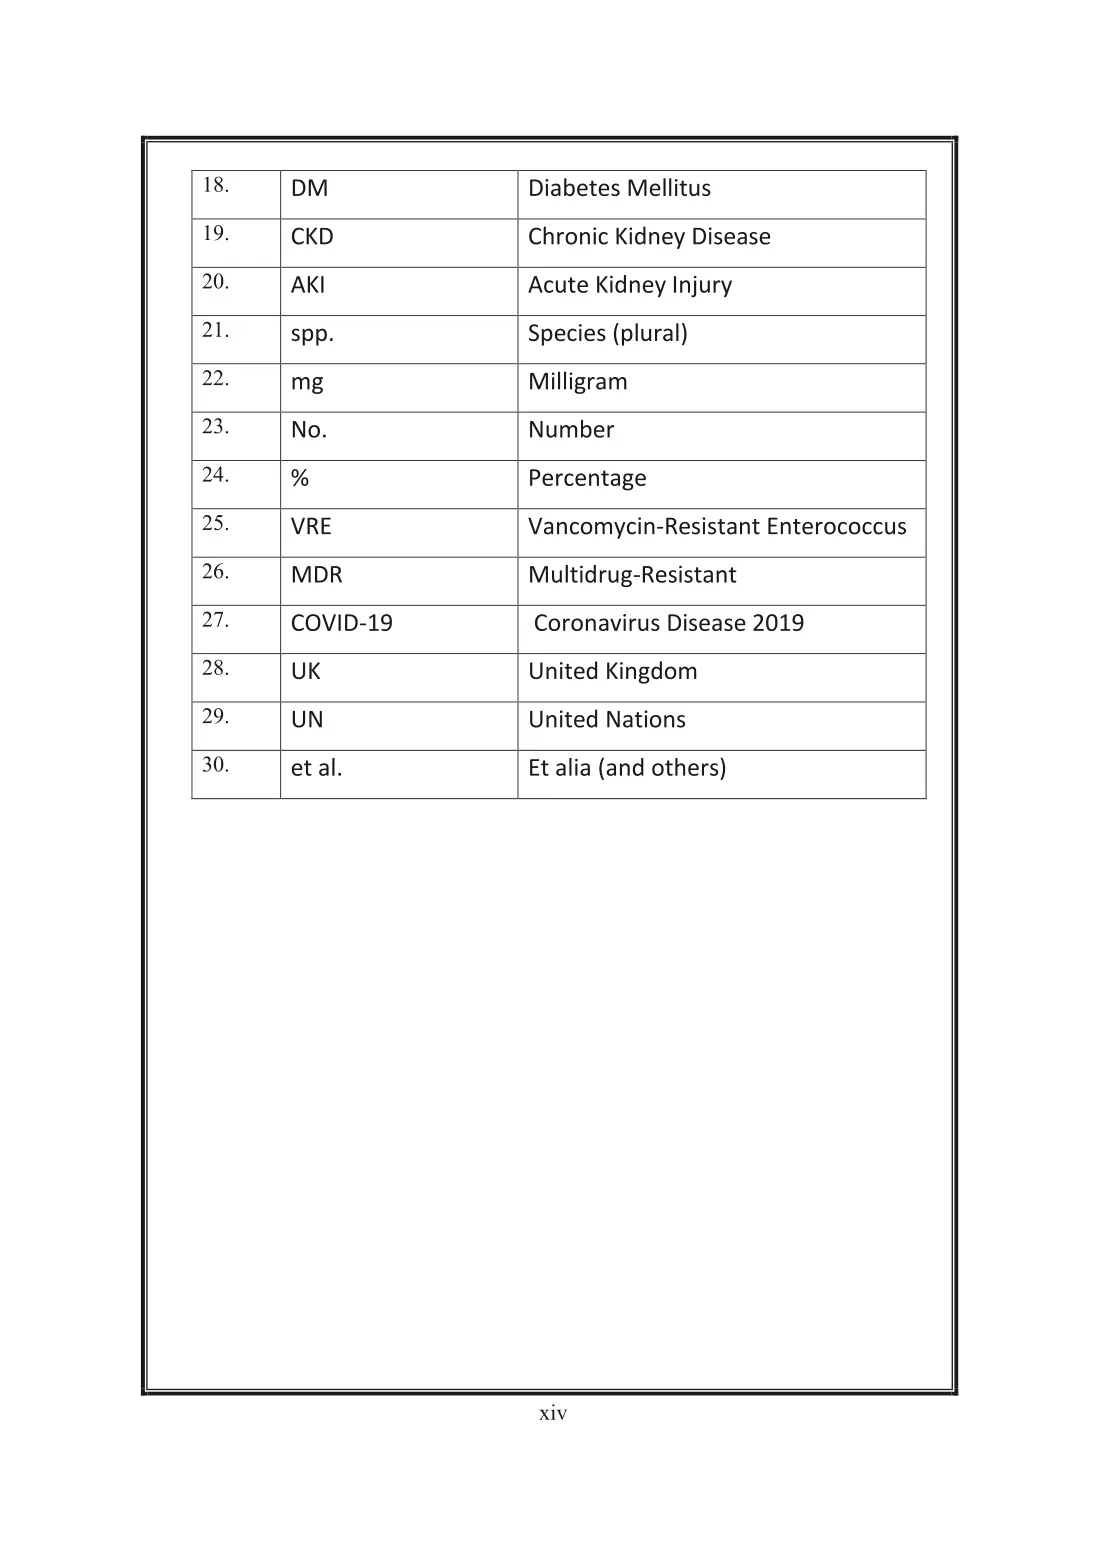 18. DM Diabetes Mellitus
19. CKD Chronic Kidney Disease
20. AKI Acute Kidney Injury
21. spp. Species (plural)
22. mg Milligram
23. No. Number
24. % Percentage
25. VRE Vancomycin-Resistant Enterococcus
26. MDR Multidrug-Resistant
27. COVID-19 Coronavirus Disease 2019
28. UK United Kingdom
29. UN United Nations
30. et al. Et alia (and others)
xiv